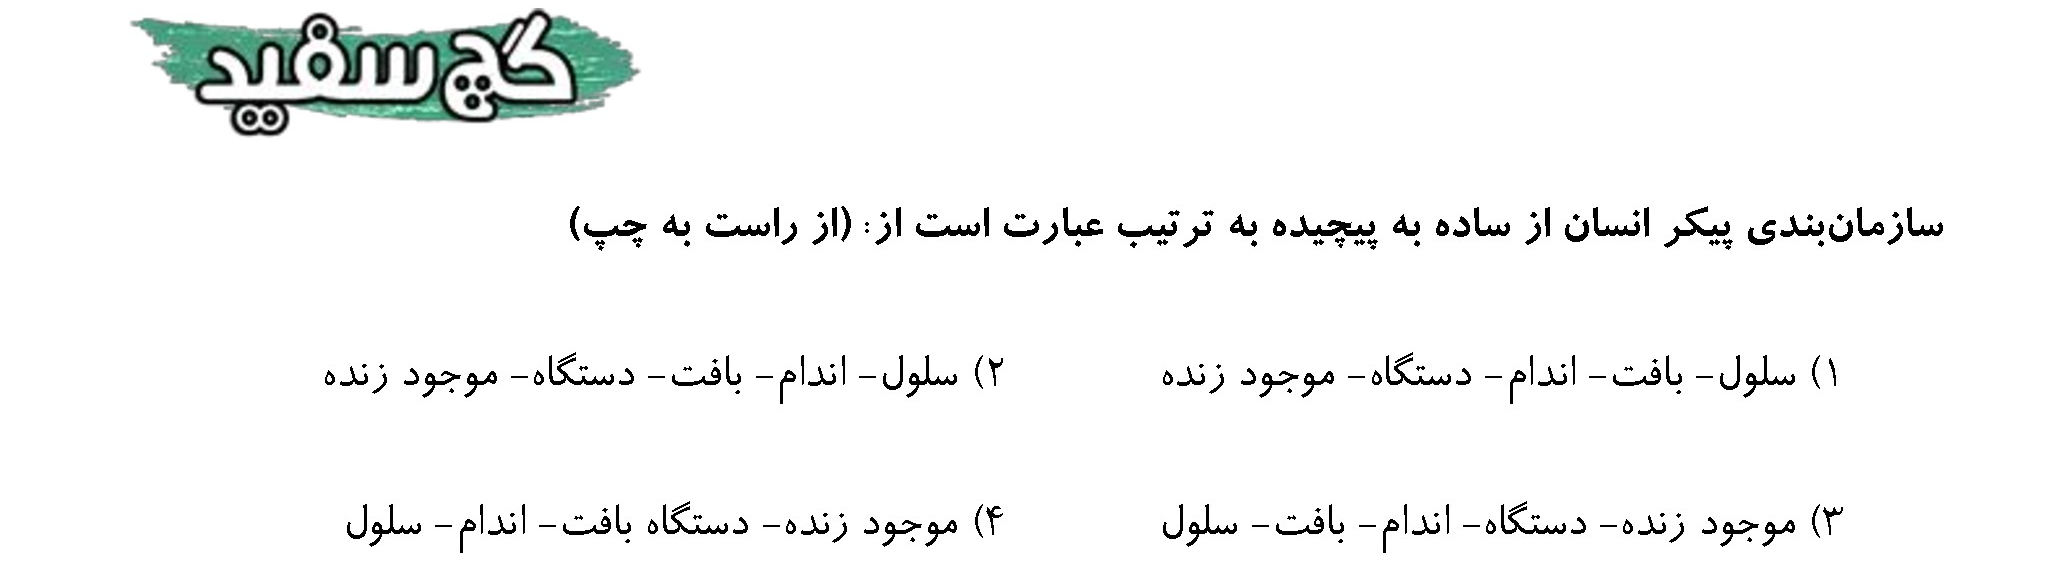 گچ سفید
سازمان‌بندی پیکر انسان از ساده به پیچیده به ترتیب عبارت است از: (از راست به چپ)
۱) سلول- بافت- اندام- دستگاه- موجود زنده ۲) سلول- اندام- بافت- دستگاه- موجود زنده
۳) موجود زنده- دستگاه- اندام- بافت- سلول ۴) موجود زنده- دستگاه بافت- اندام- سلول